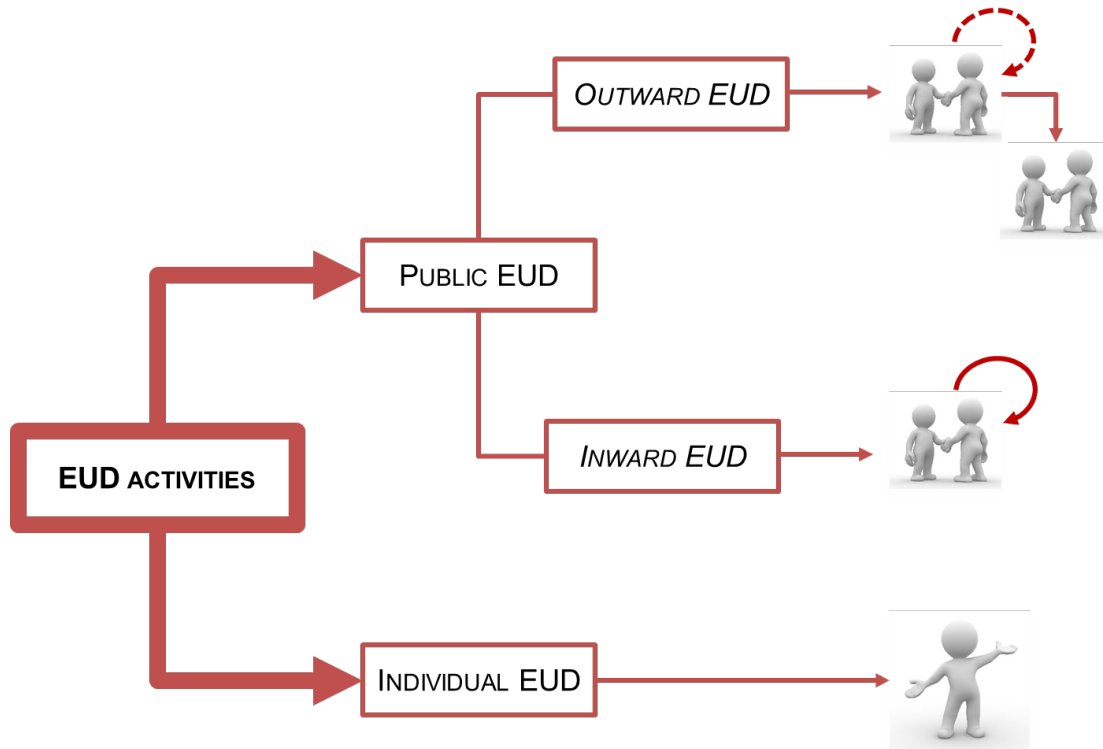 OUTWARD EUD
PUBLIC EUD
INWARD EUD
EUD ACTIVITIES
INDIVIDUAL EUD